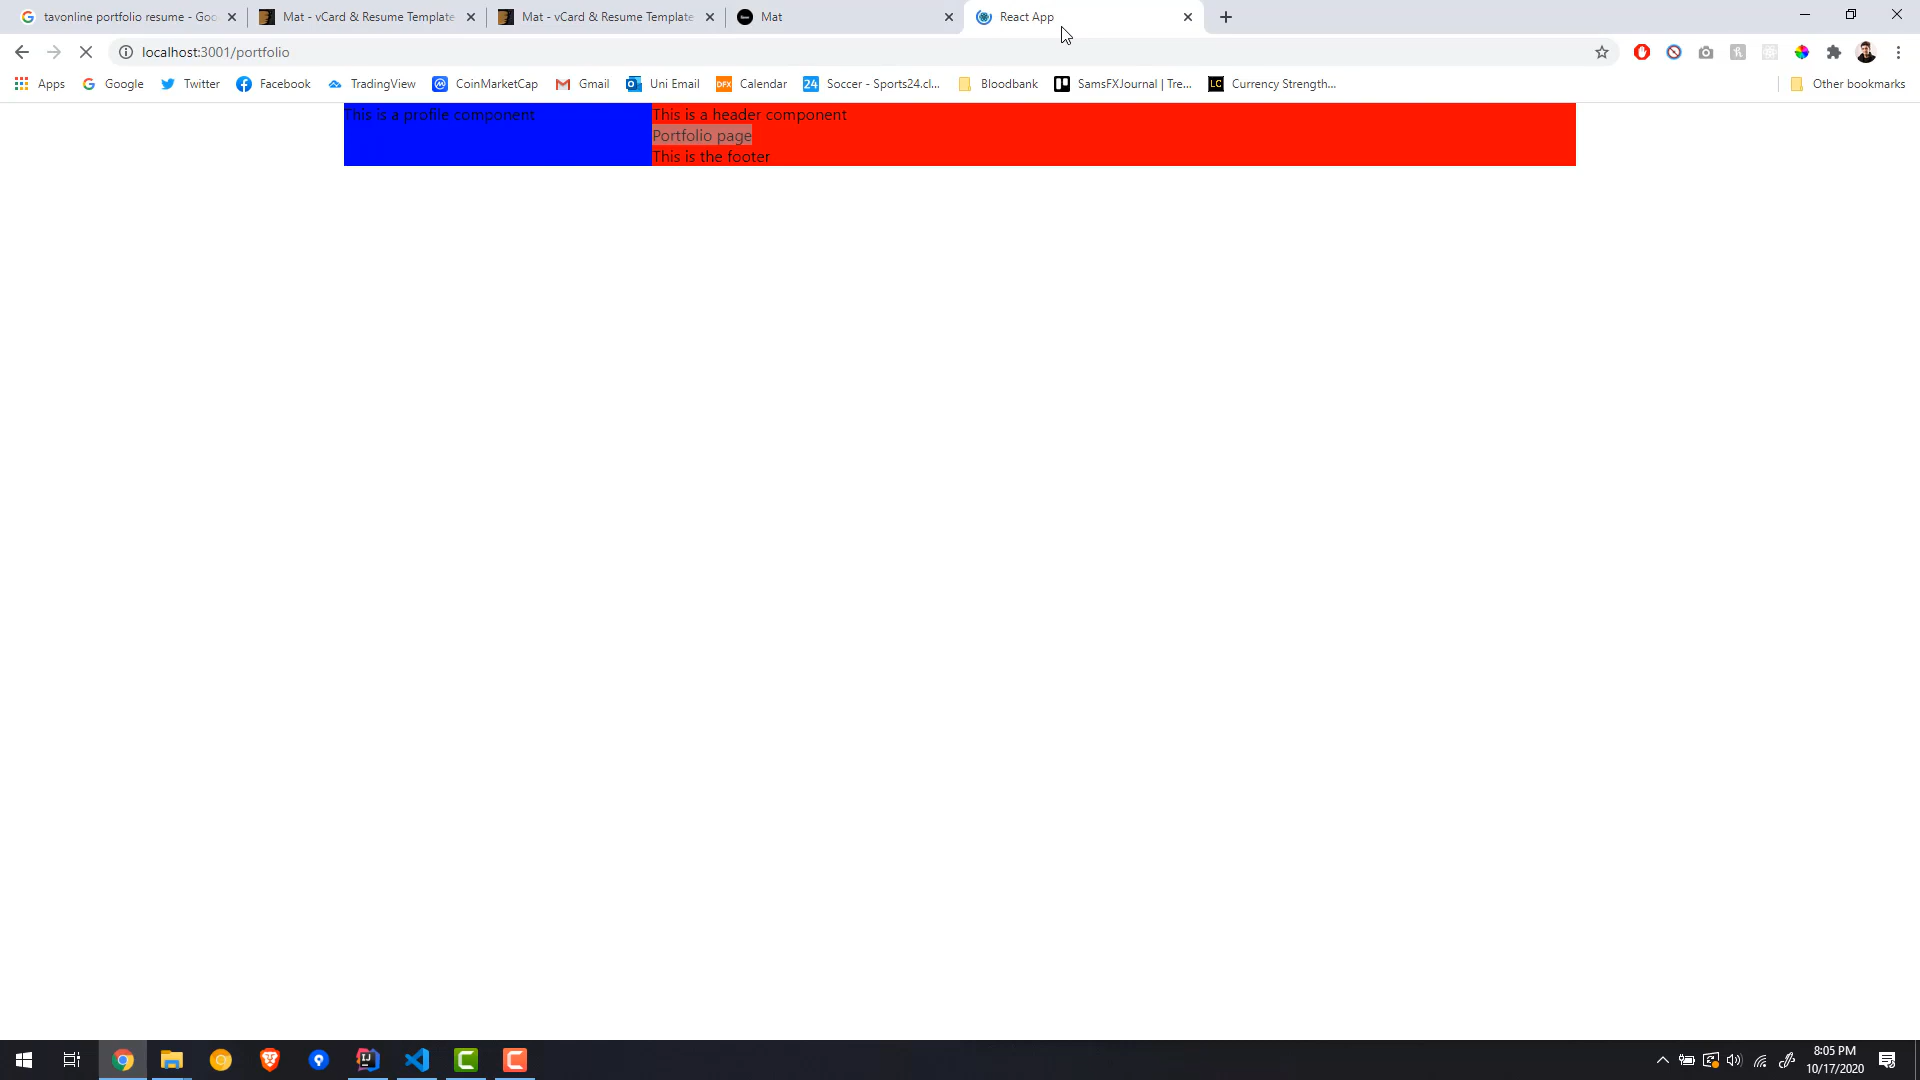 tavonline portfolio resume - Goo
Mat - vCard & Resume Template
Mat - vCard & Resume Template
Mat
React App
localhost:3001/portfolio
Apps
Google
Twitter
Facebook
TradingView
CoinMarketCap
Gmail
Uni Email
Calendar
Soccer - Sports24.cl...
Bloodbank
SamsFXJournal | Tre...
Currency Strength...
Other bookmarks
This is a profile component
This is a header component
Portfolio page
This is the footer
8:05 PM
10/17/2020